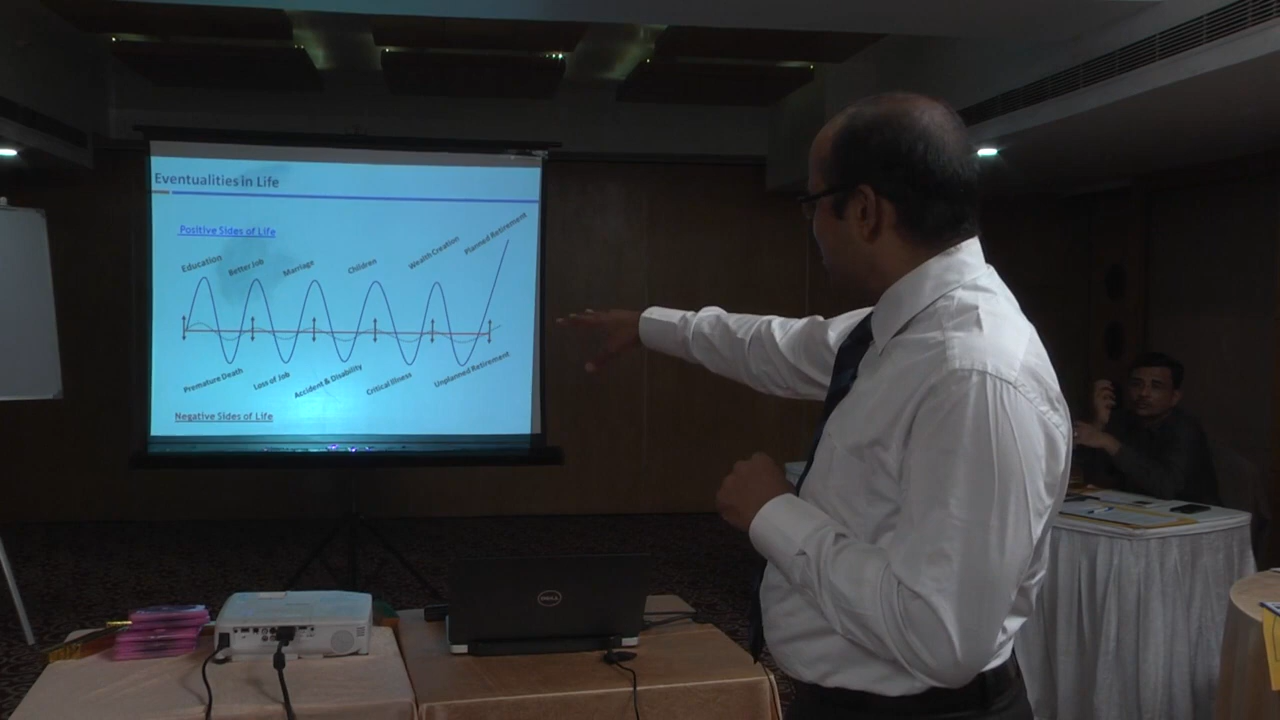 Eventualities in Life
Positive Sides of Life
Education
Better Job
Marriage
Children
Wealth Creation
Planned Retirement
Premature Death
Loss of Job
Accident & Disability
Critical Illness
Unplanned Retirement
Negative Sides of Life
DELL